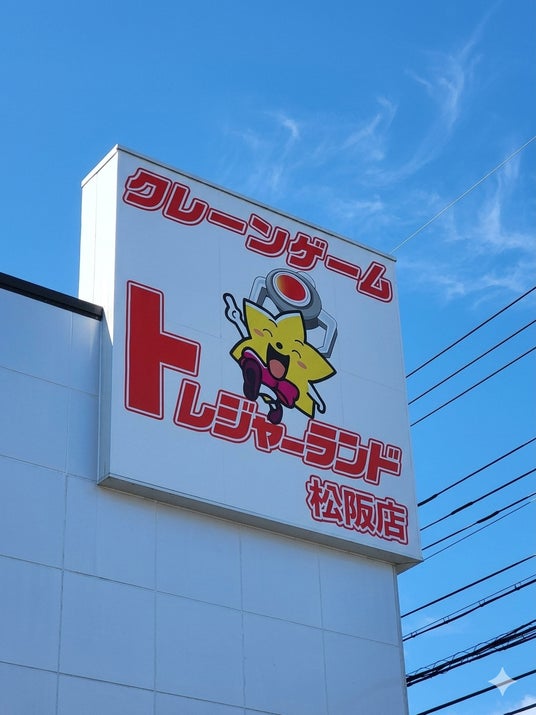 クレーンゲーム
トレジャーランド
松阪店